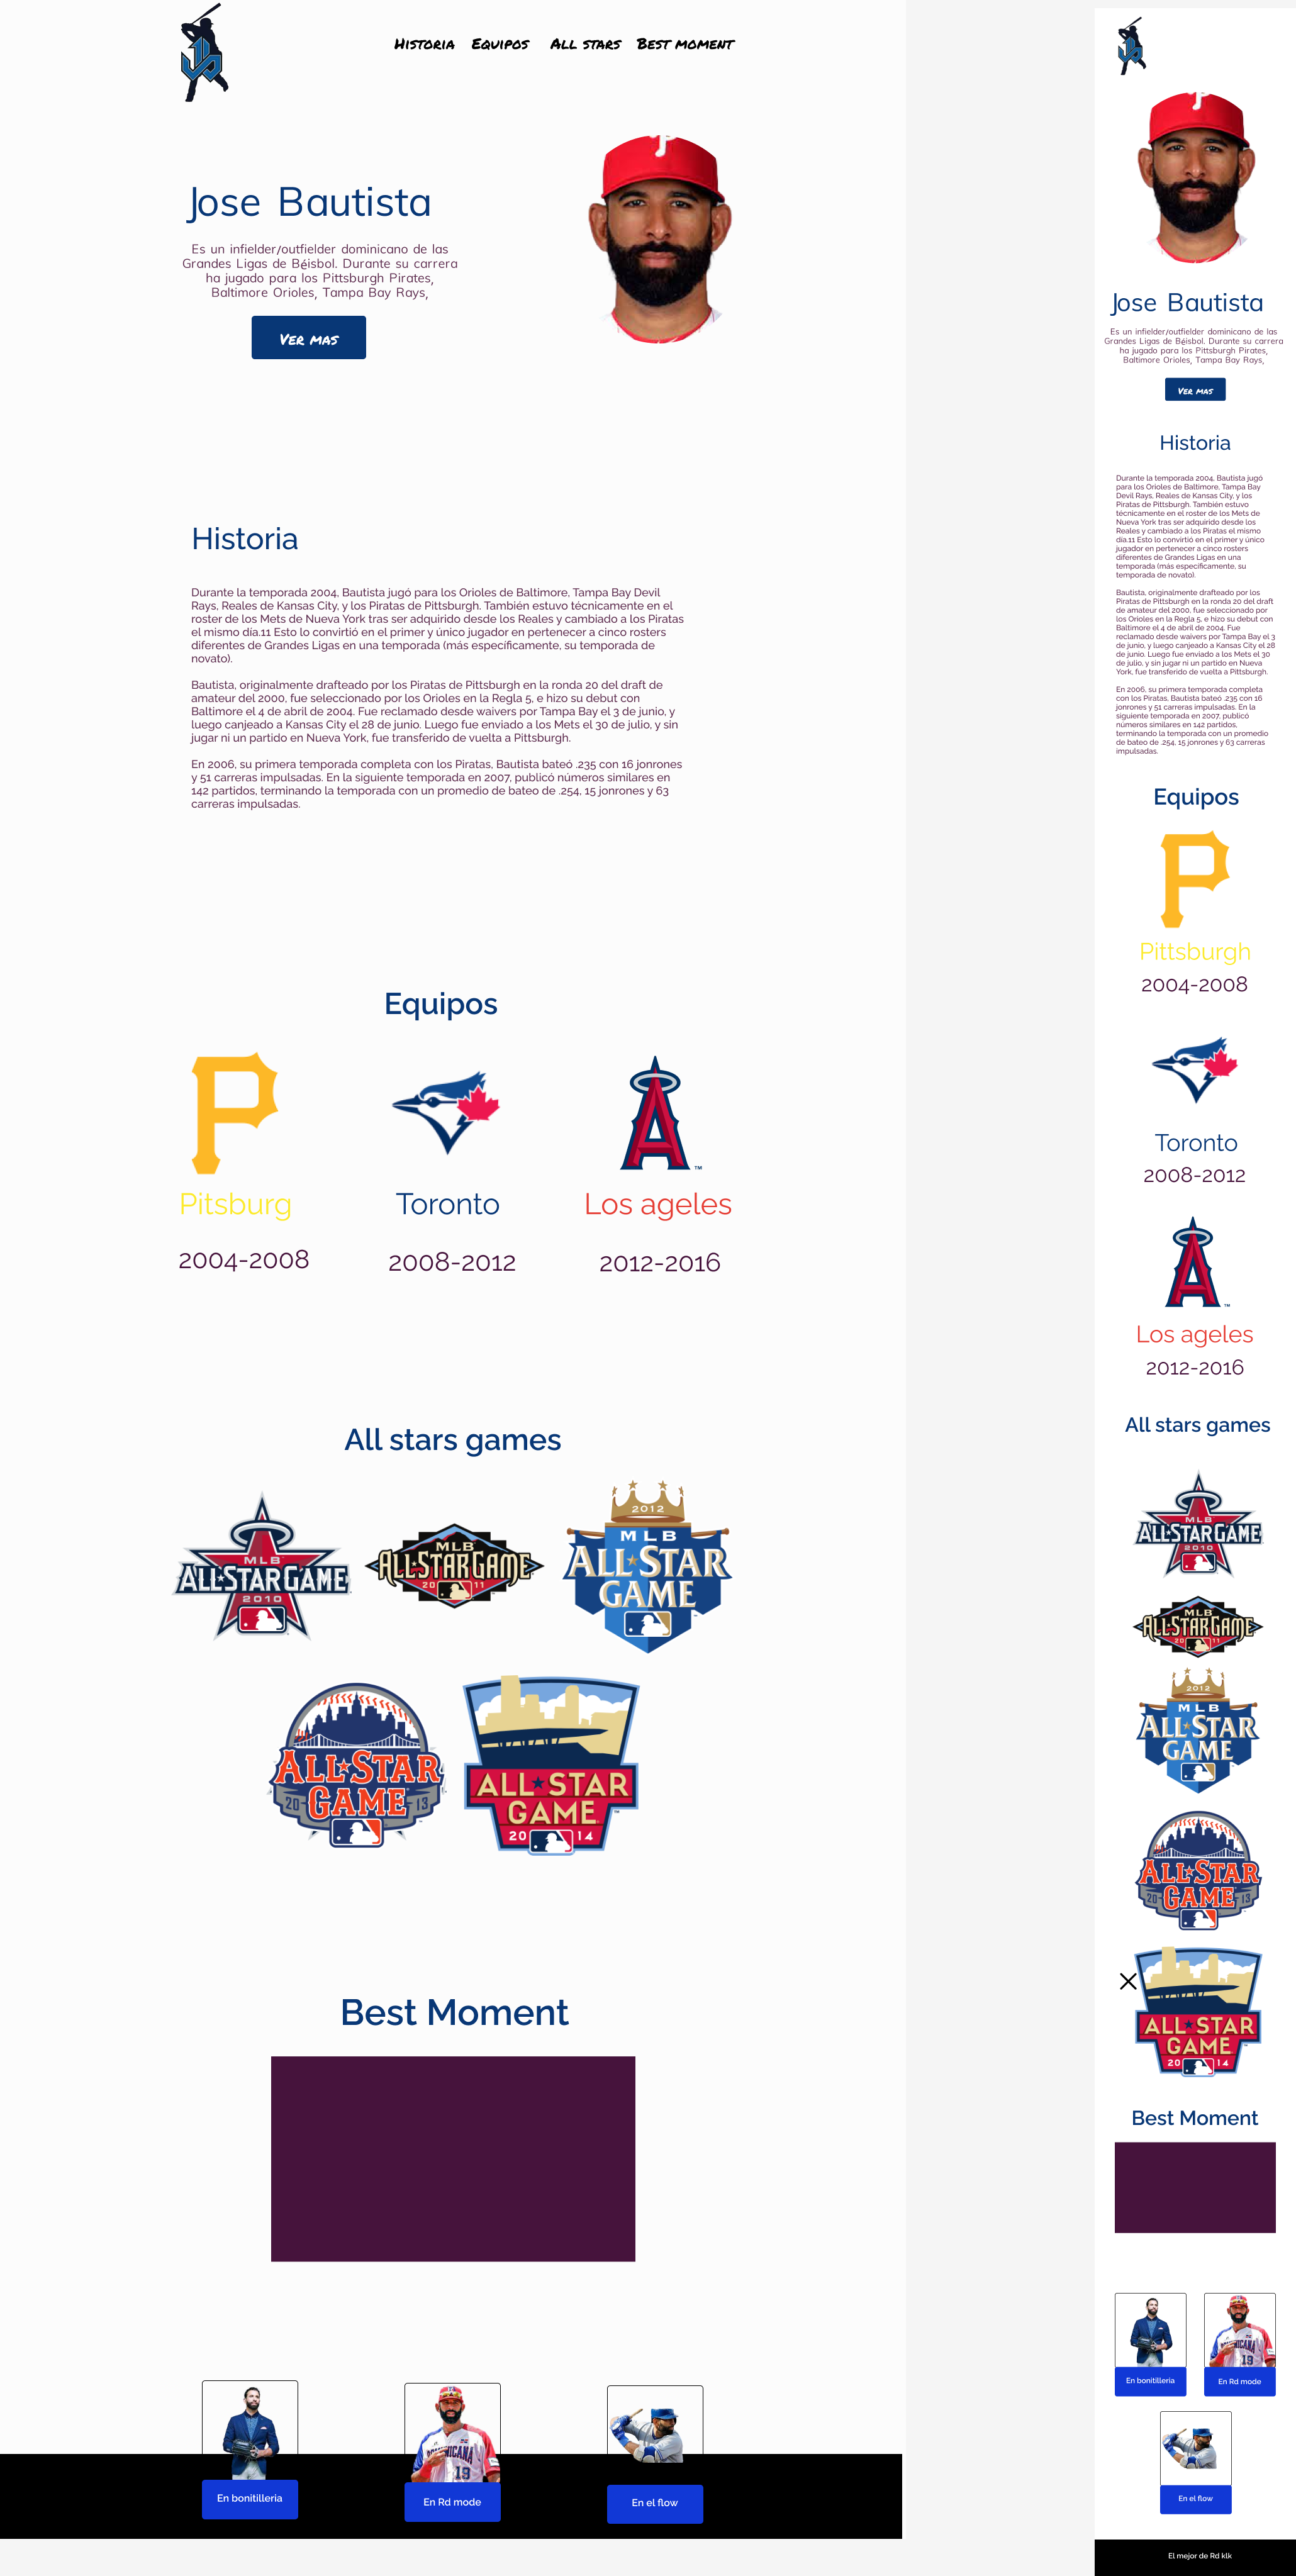 Historia Equipos All stars Best moment
Jose Bautista
Es un infielder/outfielder dominicano de las
Grandes Ligas de Béisbol. Durante su carrera
ha jugado para los Pittsburgh Pirates,
Baltimore Orioles, Tampa Bay Rays,
Ver mas
Historia
Durante la temporada 2004, Bautista jugó para los Orioles de Baltimore, Tampa Bay Devil
Rays, Reales de Kansas City, y los Piratas de Pittsburgh. También estuvo técnicamente en el
roster de los Mets de Nueva York tras ser adquirido desde los Reales y cambiado a los Piratas
el mismo día.11 Esto lo convirtió en el primer y único jugador en pertenecer a cinco rosters
diferentes de Grandes Ligas en una temporada (más específicamente, su temporada de
novato).
Bautista, originalmente drafteado por los Piratas de Pittsburgh en la ronda 20 del draft de
amateur del 2000, fue seleccionado por los Orioles en la Regla 5, e hizo su debut con
Baltimore el 4 de abril de 2004. Fue reclamado desde waivers por Tampa Bay el 3 de junio, y
luego canjeado a Kansas City el 28 de junio. Luego fue enviado a los Mets el 30 de julio, y sin
jugar ni un partido en Nueva York, fue transferido de vuelta a Pittsburgh.
En 2006, su primera temporada completa con los Piratas, Bautista bateó .235 con 16 jonrones
y 51 carreras impulsadas. En la siguiente temporada en 2007, publicó números similares en
142 partidos, terminando la temporada con un promedio de bateo de .254, 15 jonrones y 63
carreras impulsadas.
Equipos
P
A
TM
Pitsburg
Toronto
Los ageles
2004-2008
2008-2012
2012-2016
All stars games
MLB
ALL STAR GAME
2010
MLB
ALL STAR GAME
20 11
2012
MLB
ALL STAR
GAME
ALL STAR
GAME
20 13
ALL STAR
GAME
20 14
Best Moment
DOMINICANA
19
En bonitilleria
En Rd mode
En el flow
P
Jose Bautista
Es un infielder/outfielder dominicano de las
Grandes Ligas de Béisbol. Durante su carrera
ha jugado para los Pittsburgh Pirates,
Baltimore Orioles, Tampa Bay Rays,
Ver mas
Historia
Durante la temporada 2004, Bautista jugó
para los Orioles de Baltimore, Tampa Bay
Devil Rays, Reales de Kansas City, y los
Piratas de Pittsburgh. También estuvo
técnicamente en el roster de los Mets de
Nueva York tras ser adquirido desde los
Reales y cambiado a los Piratas el mismo
día.11 Esto lo convirtió en el primer y único
jugador en pertenecer a cinco rosters
diferentes de Grandes Ligas en una
temporada (más específicamente, su
temporada de novato).
Bautista, originalmente drafteado por los
Piratas de Pittsburgh en la ronda 20 del draft
de amateur del 2000, fue seleccionado por
los Orioles en la Regla 5, e hizo su debut con
Baltimore el 4 de abril de 2004. Fue
reclamado desde waivers por Tampa Bay el 3
de junio, y luego canjeado a Kansas City el 28
de junio. Luego fue enviado a los Mets el 30
de julio, y sin jugar ni un partido en Nueva
York, fue transferido de vuelta a Pittsburgh.
En 2006, su primera temporada completa
con los Piratas, Bautista bateó .235 con 16
jonrones y 51 carreras impulsadas. En la
siguiente temporada en 2007, publicó
números similares en 142 partidos,
terminando la temporada con un promedio
de bateo de .254, 15 jonrones y 63 carreras
impulsadas.
Equipos
P
Pittsburgh
2004-2008
Toronto
2008-2012
A
TM
Los ageles
2012-2016
All stars games
MLB
ALL STAR GAME
2010
MLB
ALL STAR GAME
20 11
2012
MLB
ALL STAR
GAME
ALL STAR
GAME
20 13
ALL STAR
GAME
20 14
Best Moment
19
En bonitilleria
En Rd mode
En el flow
El mejor de Rd klk